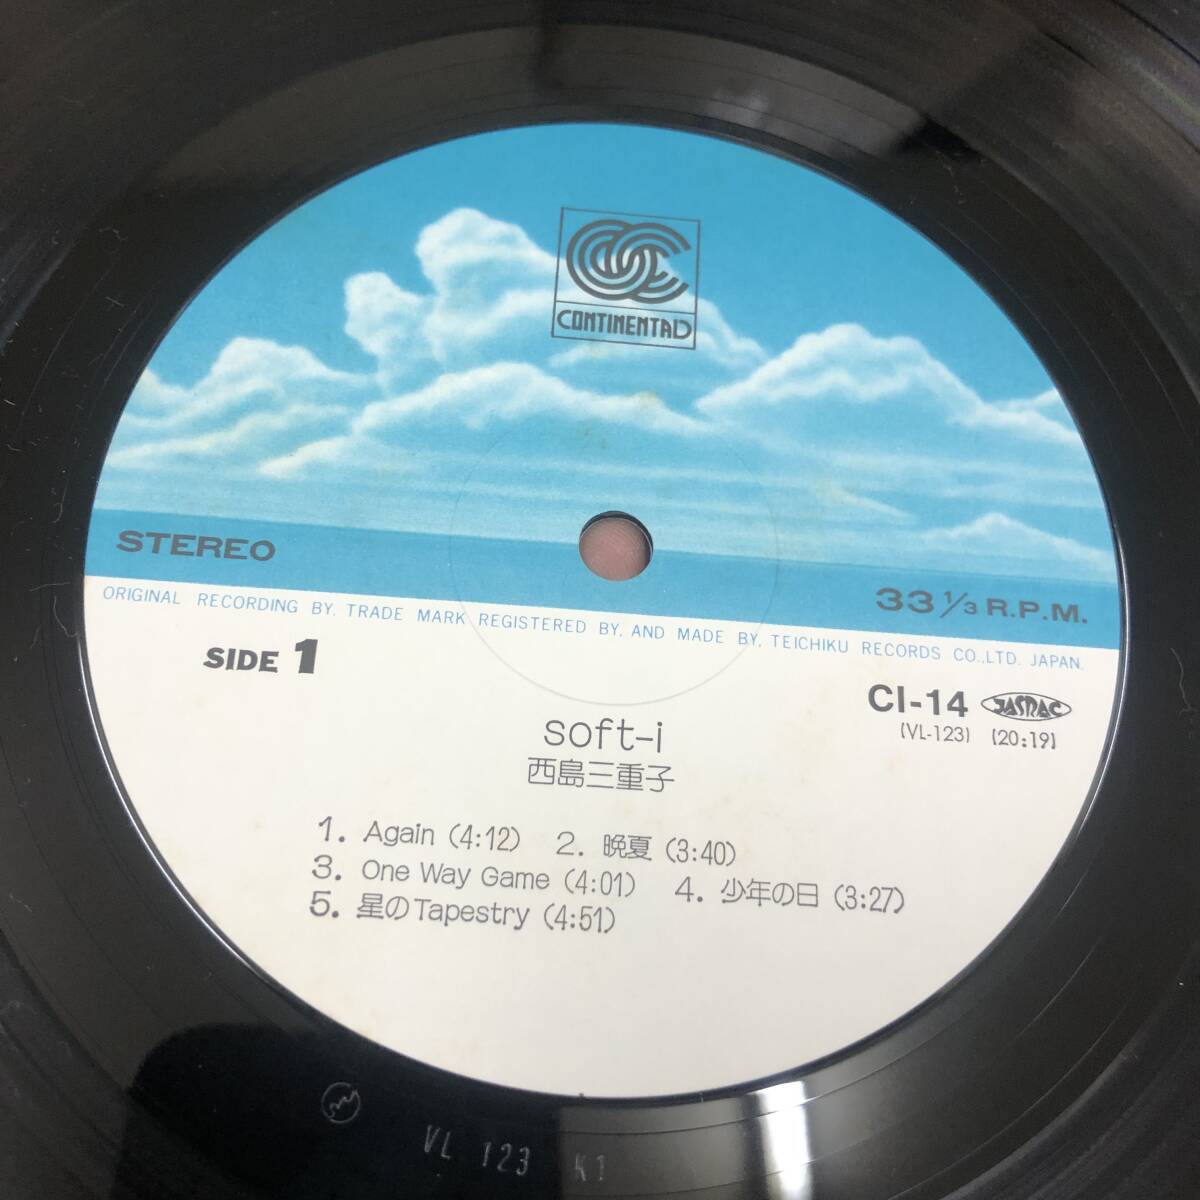 CONTINENTAL
STEREO
33 1/3 R.P.M.
ORIGINAL RECORDING BY, TRADE MARK REGISTERED BY, AND MADE BY, TEICHIKU RECORDS CO.,LTD. JAPAN.
SIDE 1
CI-14 JASRAC
(VL-123) (20:19)
soft-i
西島三重子
1. Again (4:12) 2. 晩夏 (3:40)
3. One Way Game (4:01) 4. 少年の日 (3:27)
5. 星のTapestry (4:51)
VL 123 K1